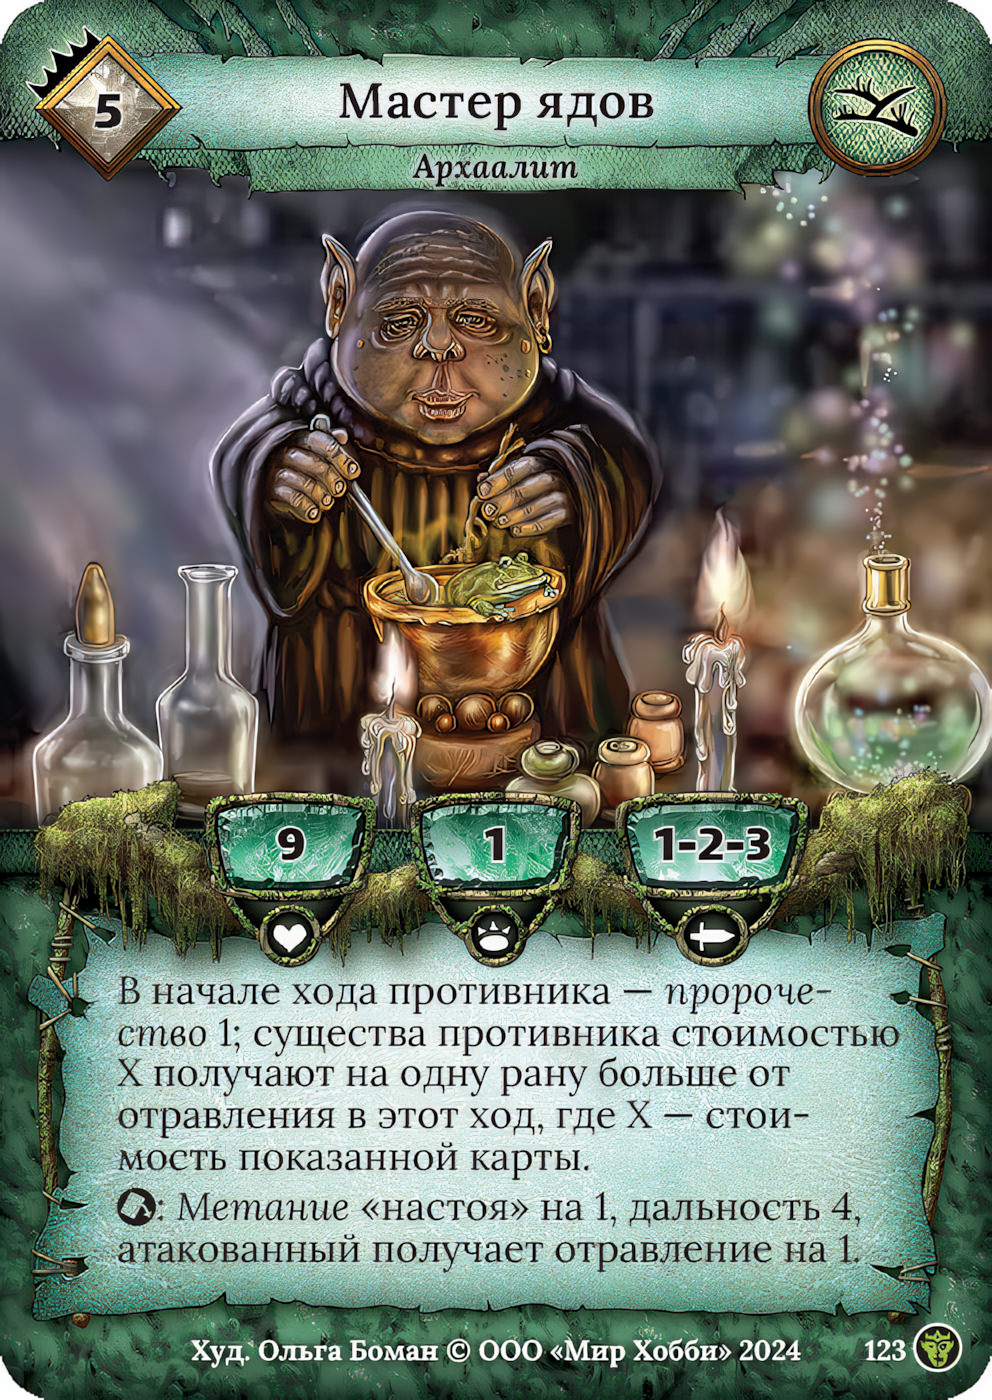 5
Мастер ядов
Архаалит
9
1
1-2-3
В начале хода противника — пророче-
ство 1; существа противника стоимостью
X получают на одну рану больше от
отравления в этот ход, где X — стои-
мость показанной карты.
: Метание «настоя» на 1, дальность 4,
атакованный получает отравление на 1.
Худ. Ольга Боман © ООО «Мир Хобби» 2024
123